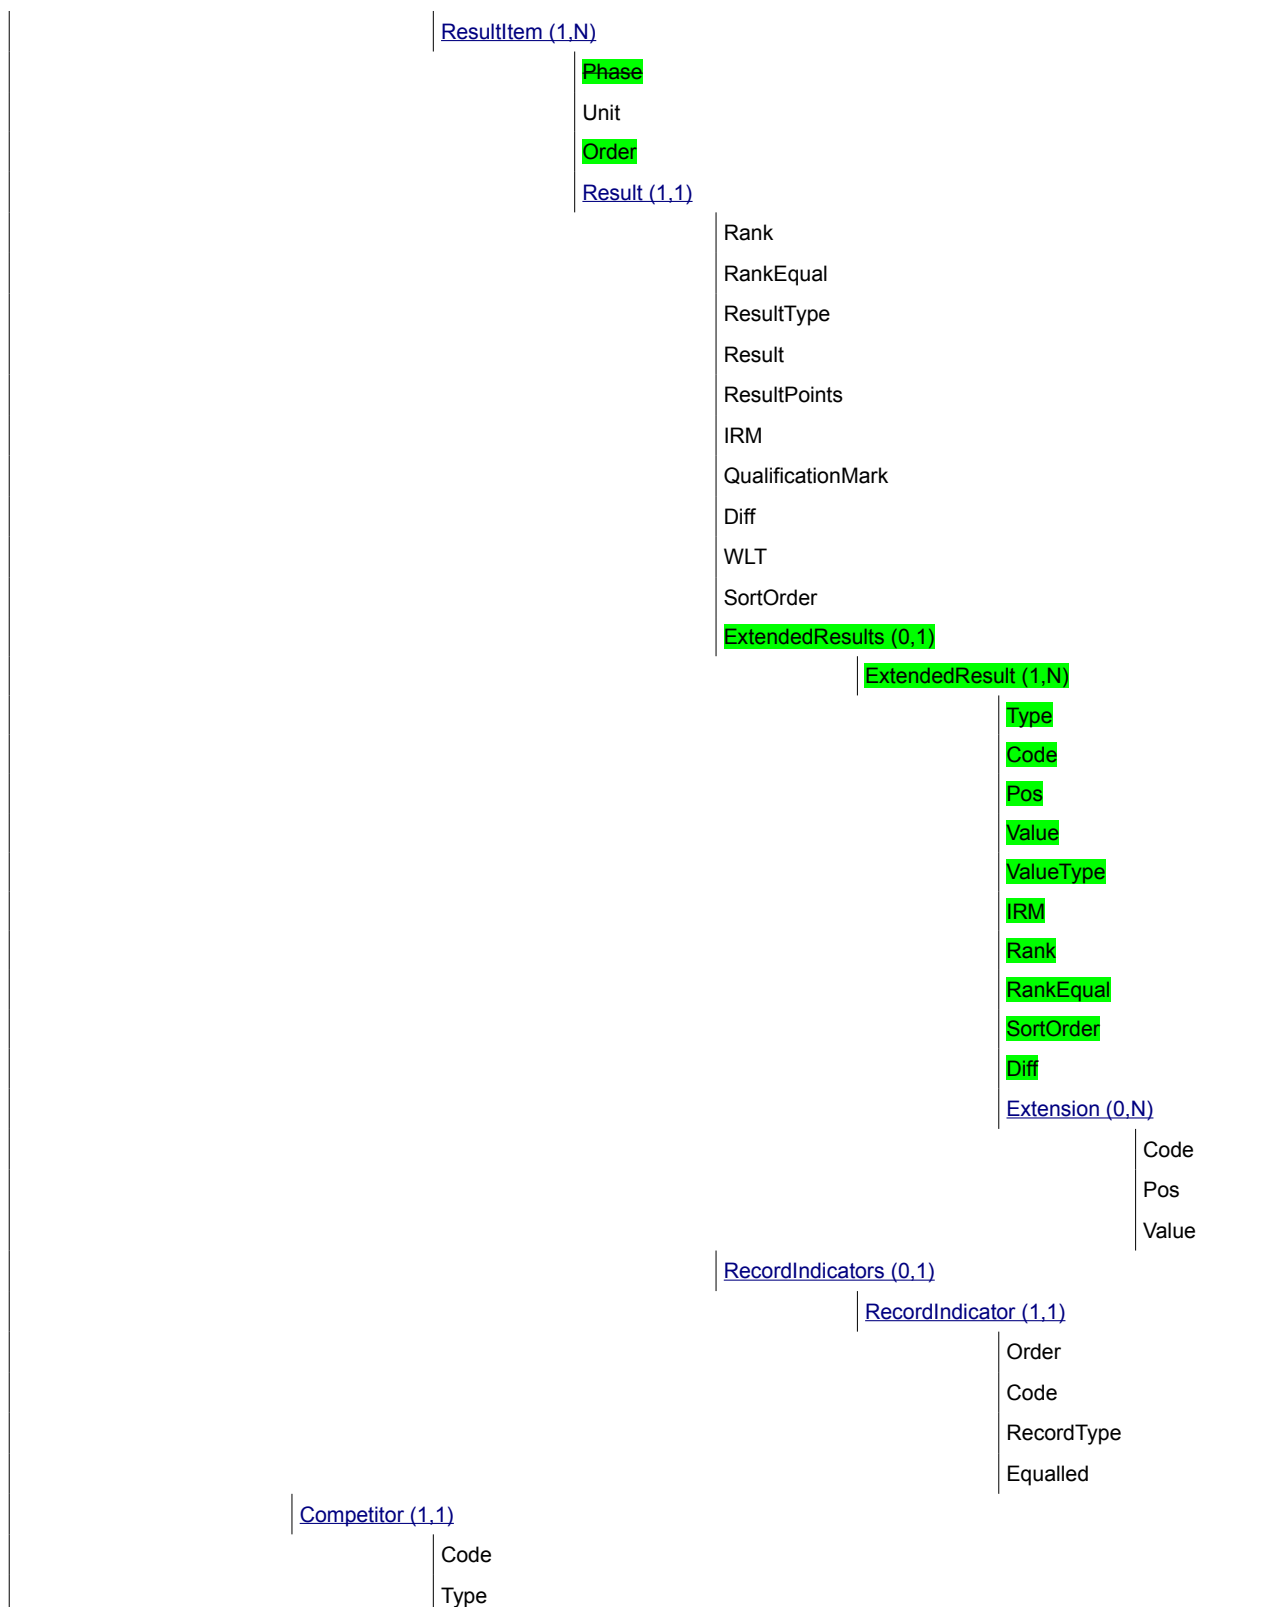 ResultItem (1,N)
Phase
Unit
Order
Result (1,1)
Rank
RankEqual
ResultType
Result
ResultPoints
IRM
QualificationMark
Diff
WLT
SortOrder
ExtendedResults (0,1)
ExtendedResult (1,N)
Type
Code
Pos
Value
ValueType
IRM
Rank
RankEqual
SortOrder
Diff
Extension (0,N)
Code
Pos
Value
RecordIndicators (0,1)
RecordIndicator (1,1)
Order
Code
RecordType
Equalled
Competitor (1,1)
Code
Type